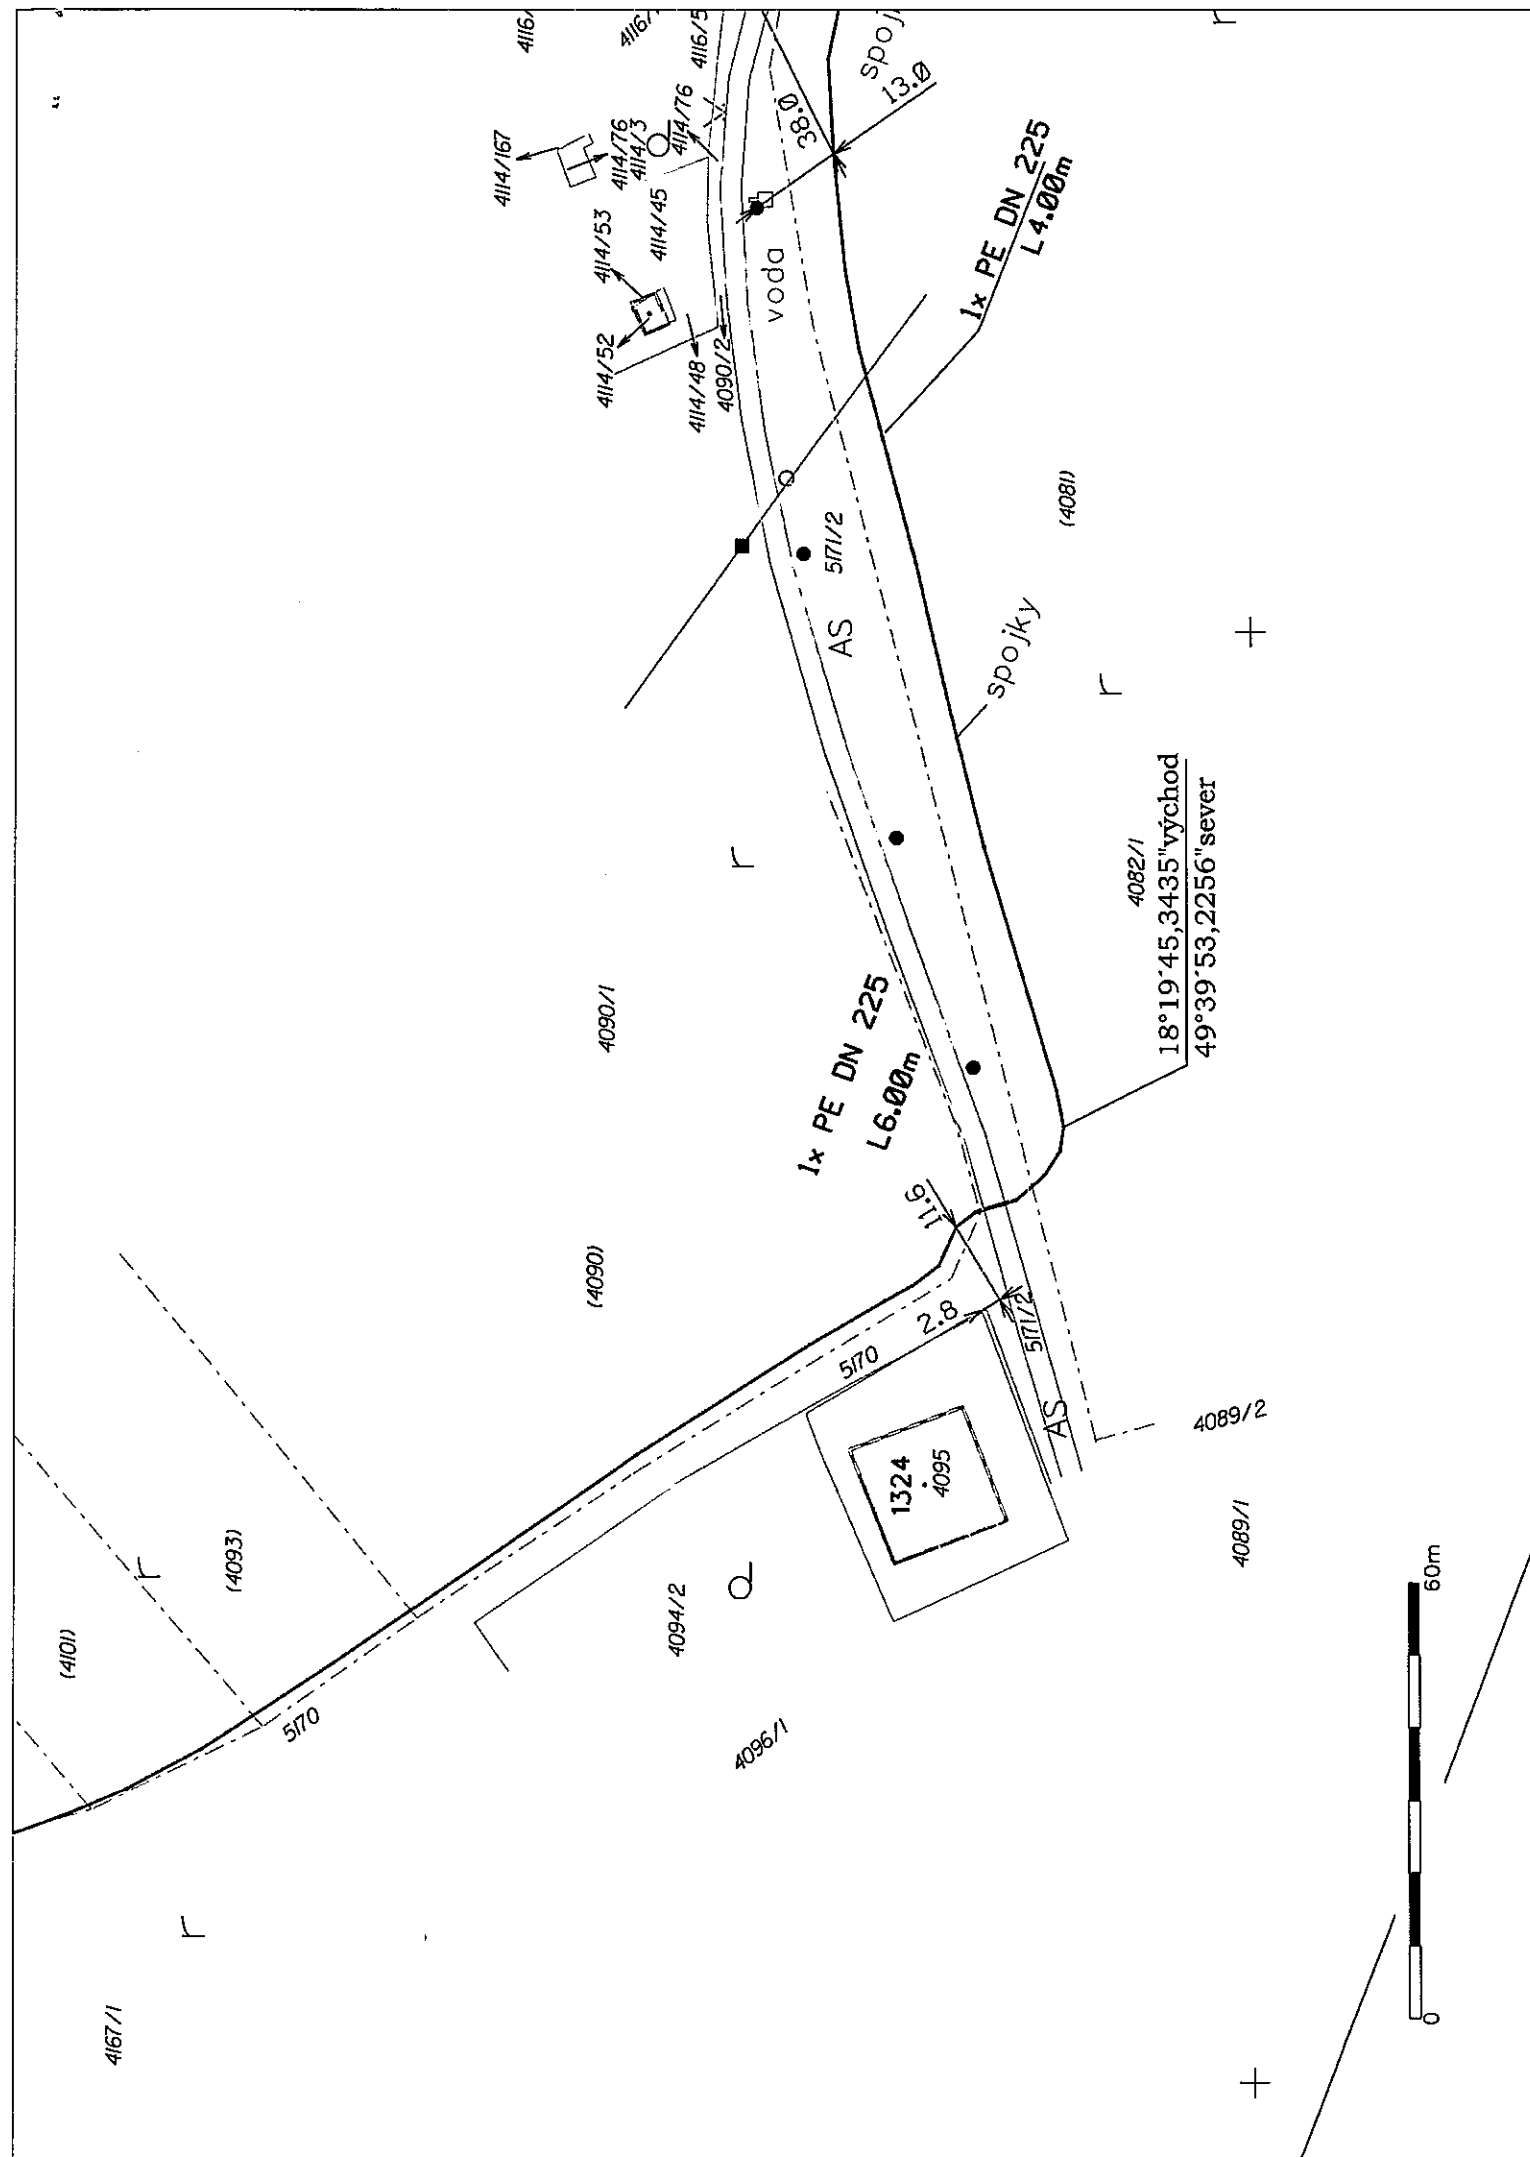 4116/
4116/
4116/5
spoj
r
13.0
38.0
4114/167
4114/76
4114/3
4114/76
4114/45
4114/53
4114/52
4114/48
4090/2
voda
1x PE DN 225
L4.00m
(4081)
5171/2
AS
spojky
r
r
4082/1
18°19´45,3435"východ
49°39´53,2256"sever
4090/1
1x PE DN 225
L6.00m
11.6
(4090)
2.8
5171/2
5170
AS
4089/2
1324
4095
4089/1
r
(4093)
(4101)
4094/2
5170
4096/1
r
4167/1
60m
0